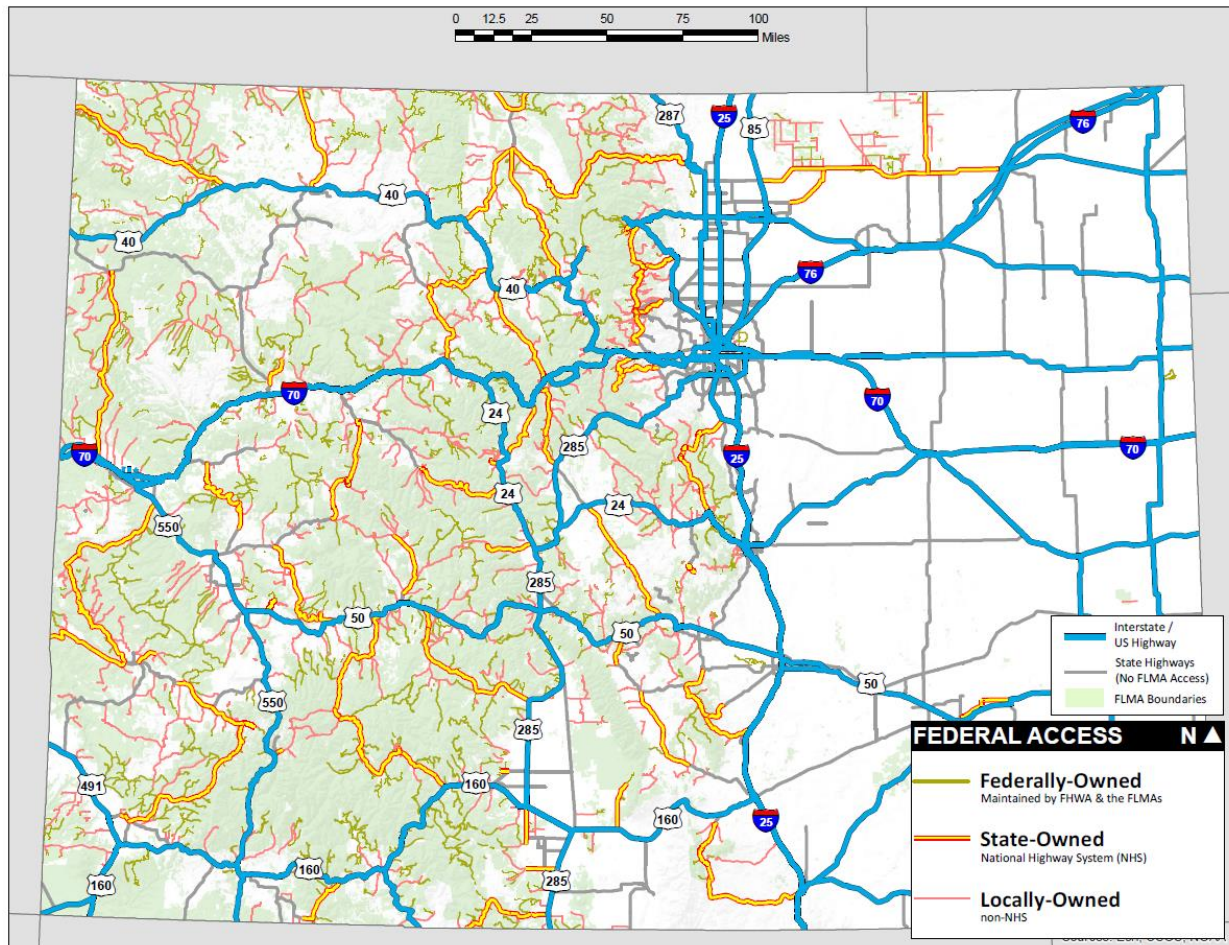 0 12.5 25 50 75 100
Miles
287
25
85
76
40
40
40
76
70
24
285
70
25
70
70
24
24
550
285
50
50
50
550
285
491
160
160
25
160
160
285
Interstate /
US Highway
State Highways
(No FLMA Access)
FLMA Boundaries
FEDERAL ACCESS N
Federally-Owned
Maintained by FHWA & the FLMAs
State-Owned
National Highway System (NHS)
Locally-Owned
non-NHS